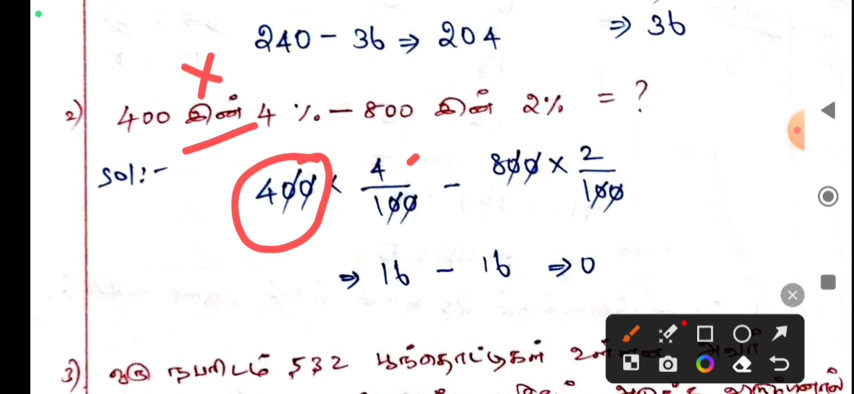 240 - 36 ⇒ 204 ⇒ 36
2) 400 இன் 4 % - 800 இன் 2% = ?
Sol:- 400 × 4/100 - 800 × 2/100
⇒ 16 - 16 ⇒ 0
3) ஒரு நபரிடம் 532 பூந்தொட்டிகள்